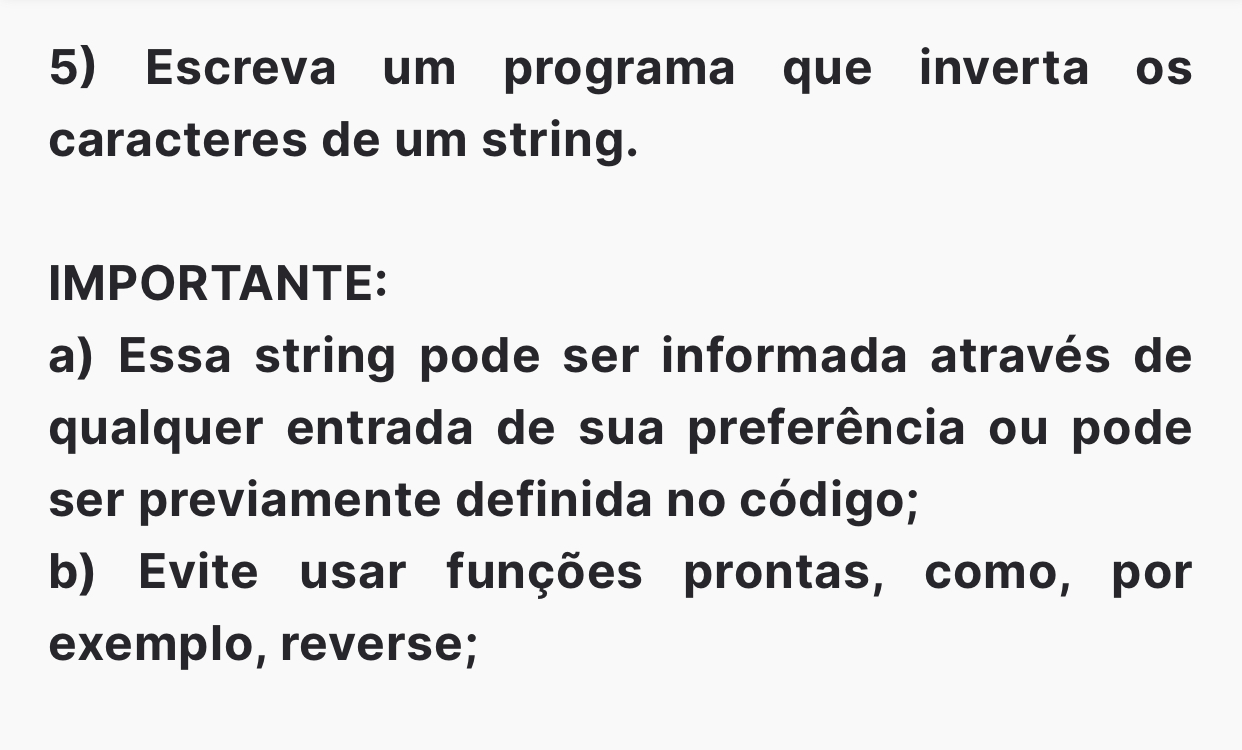 5) Escreva um programa que inverta os
caracteres de um string.
IMPORTANTE:
a) Essa string pode ser informada através de
qualquer entrada de sua preferência ou pode
ser previamente definida no código;
b) Evite usar funções prontas, como, por
exemplo, reverse;